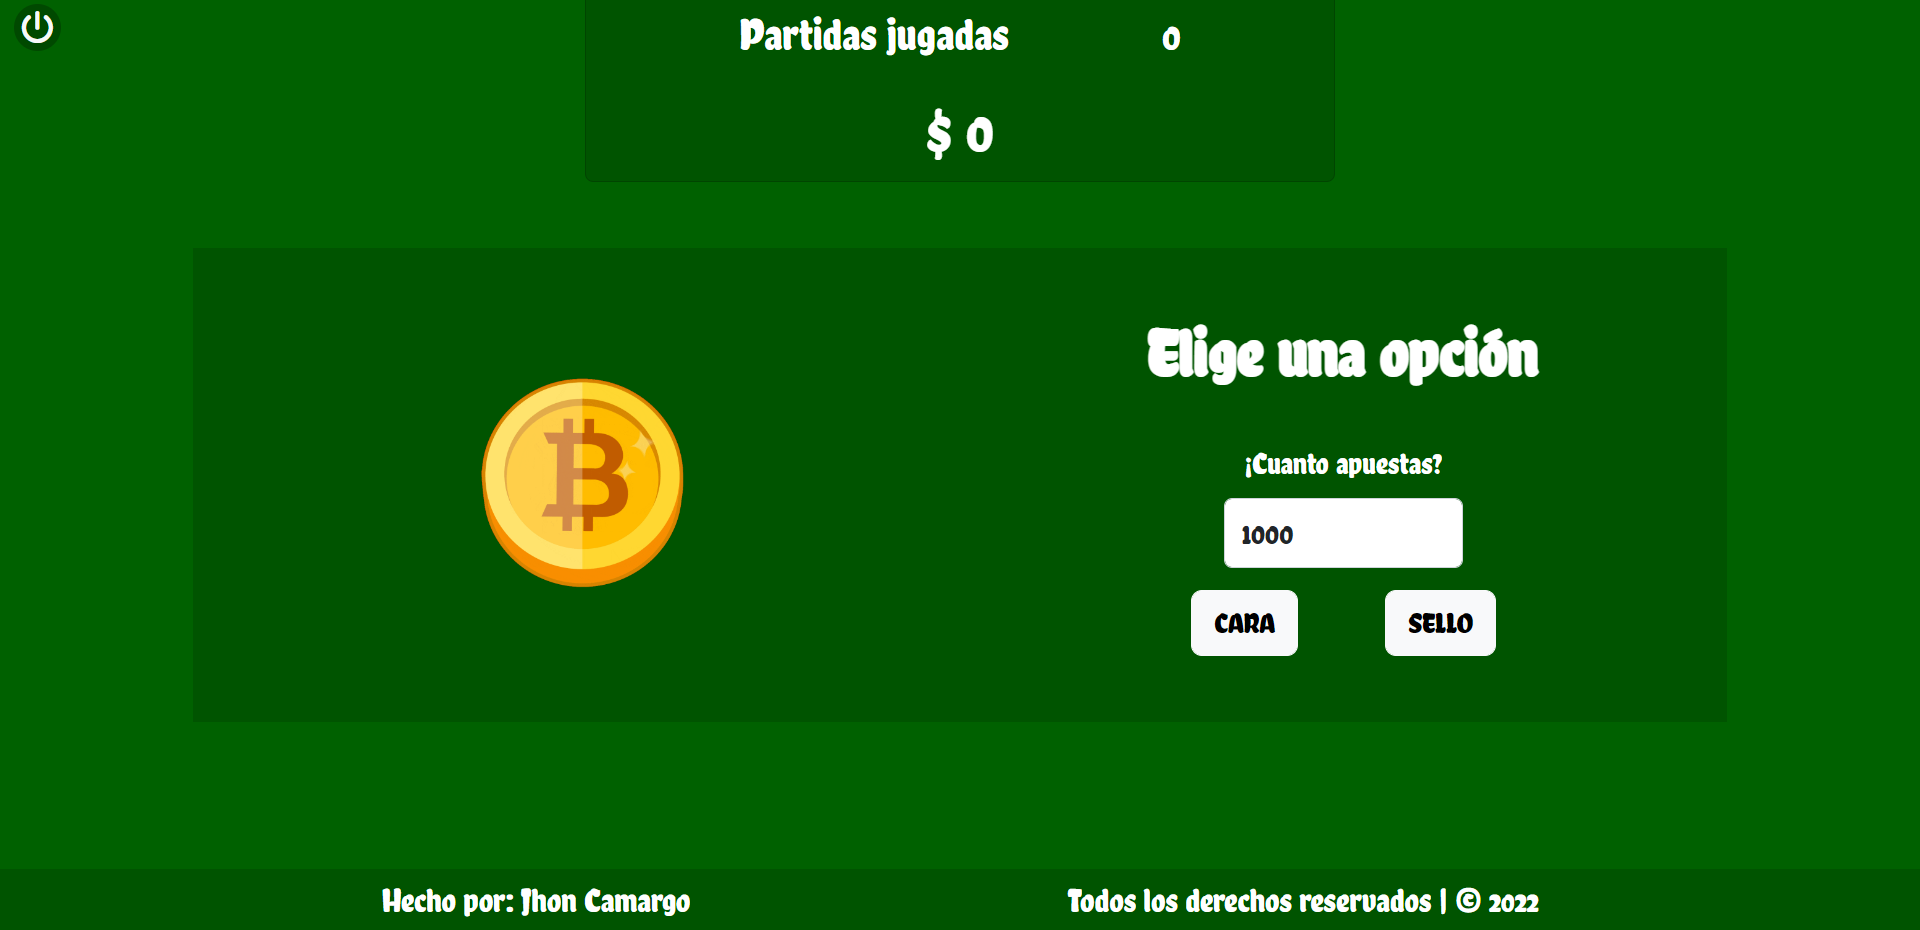 Partidas jugadas 0
$ 0
Elige una opción
¡Cuanto apuestas?
1000
CARA SELLO
Hecho por: Jhon Camargo Todos los derechos reservados | © 2022